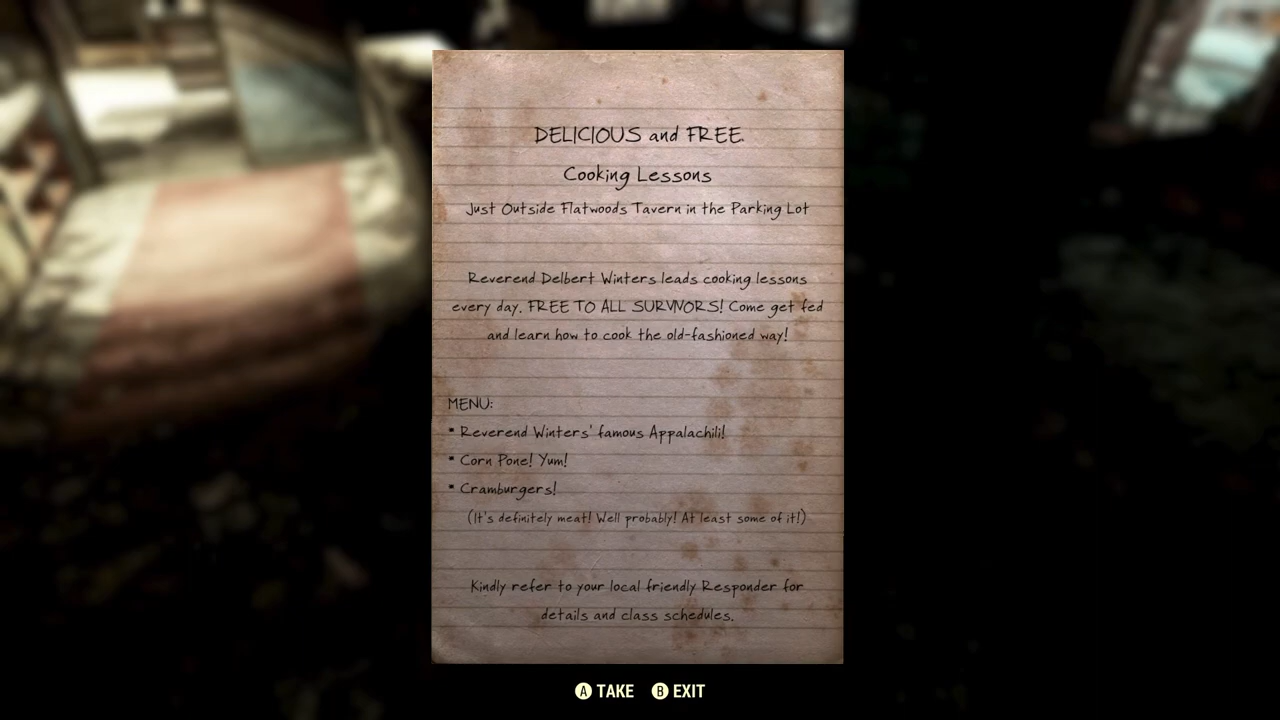 DELICIOUS and FREE
Cooking Lessons
Just Outside Flatwoods Tavern in the Parking Lot
Reverend Delbert Winters leads cooking lessons
every day. FREE TO ALL SURVIVORS! Come get fed
and learn how to cook the old-fashioned way!
MENU:
• Reverend Winters' famous Appalachili!
• Corn Pone! Yum!
• Cramburgers!
(It's definitely meat! Well probably! At least some of it!)
Kindly refer to your local friendly Responder for
details and class schedules.
A TAKE B EXIT